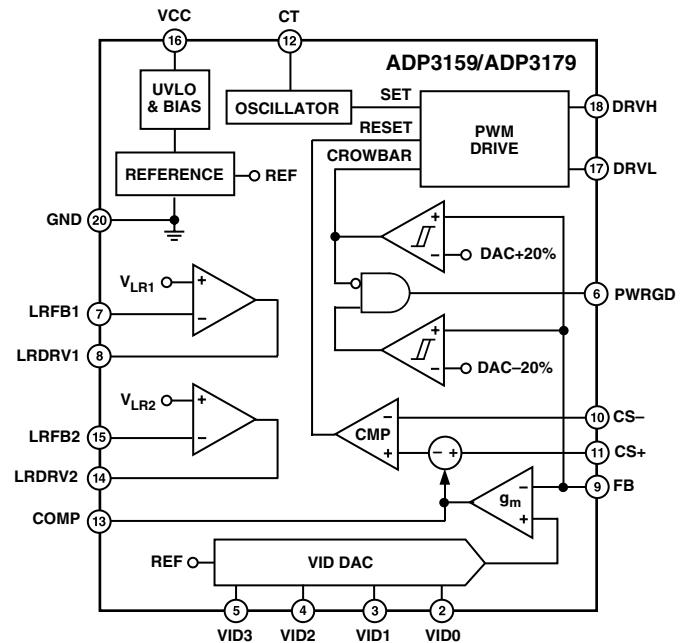 VCC CT
16 12
ADP3159/ADP3179
UVLO
& BIAS
OSCILLATOR
SET
RESET
CROWBAR
PWM
DRIVE
18 DRVH
17 DRVL
REFERENCE
REF
GND 20
+
−
DAC+20%
VLR1
+
−
LRFB1 7
LRDRV1 8
6 PWRGD
+
−
DAC−20%
VLR2
+
−
LRFB2 15
LRDRV2 14
CMP
−
+
− +
10 CS−
11 CS+
9 FB
gm
−
+
COMP 13
REF
VID DAC
5 4 3 2
VID3 VID2 VID1 VID0